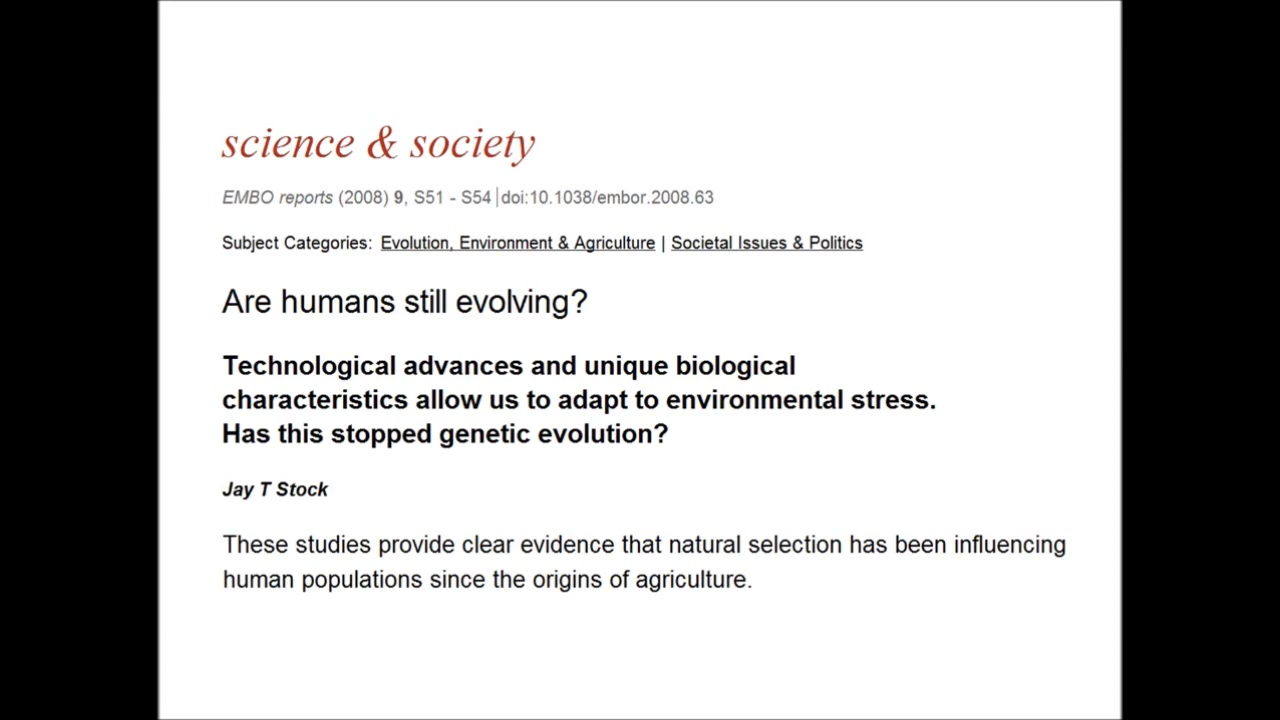 science & society
EMBO reports (2008) 9, S51 - S54 | doi:10.1038/embor.2008.63
Subject Categories: Evolution, Environment & Agriculture | Societal Issues & Politics
Are humans still evolving?
Technological advances and unique biological
characteristics allow us to adapt to environmental stress.
Has this stopped genetic evolution?
Jay T Stock
These studies provide clear evidence that natural selection has been influencing
human populations since the origins of agriculture.